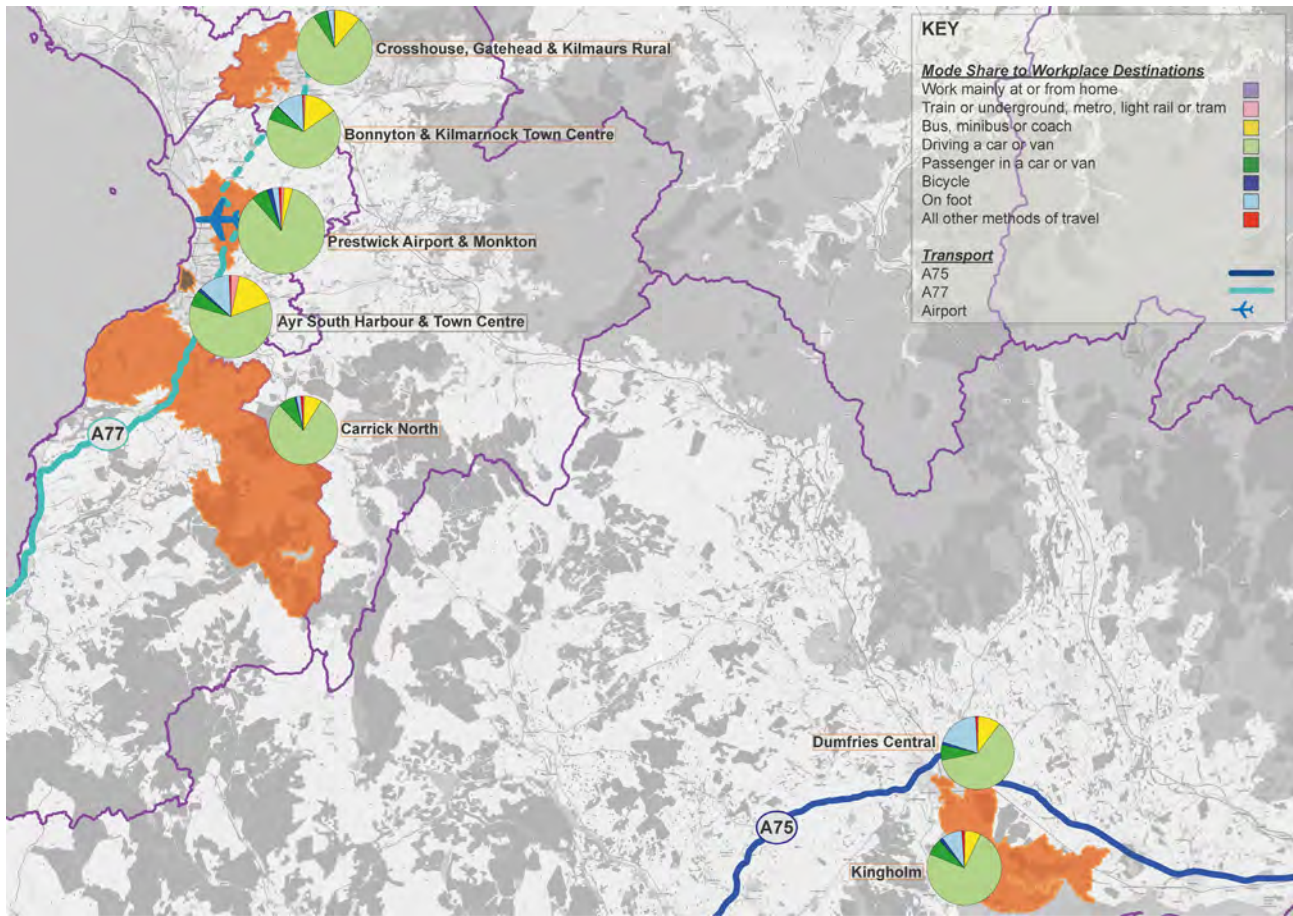 Crosshouse, Gatehead & Kilmaurs Rural
Bonnyton & Kilmarnock Town Centre
Prestwick Airport & Monkton
Ayr South Harbour & Town Centre
Carrick North
A77
Dumfries Central
A75
Kingholm
KEY
Mode Share to Workplace Destinations
Work mainly at or from home
Train or underground, metro, light rail or tram
Bus, minibus or coach
Driving a car or van
Passenger in a car or van
Bicycle
On foot
All other methods of travel
Transport
A75
A77
Airport